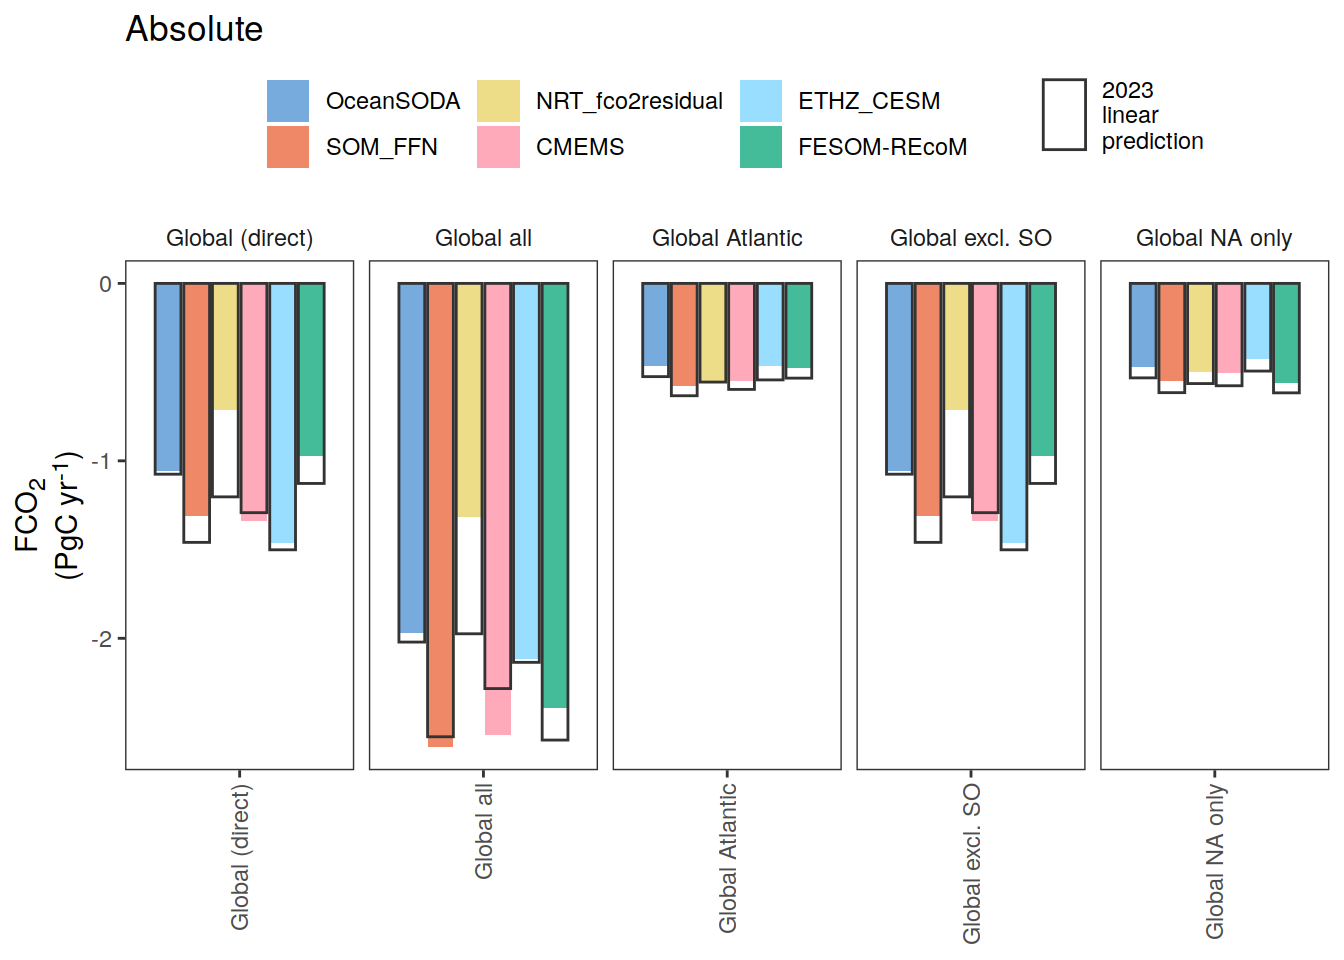 Absolute
OceanSODA
NRT_fco2residual
ETHZ_CESM
SOM_FFN
CMEMS
FESOM-REcoM
2023
linear
prediction
Global (direct)
Global all
Global Atlantic
Global excl. SO
Global NA only
0
-1
-2
FCO₂
(PgC yr⁻¹)
Global (direct)
Global all
Global Atlantic
Global excl. SO
Global NA only